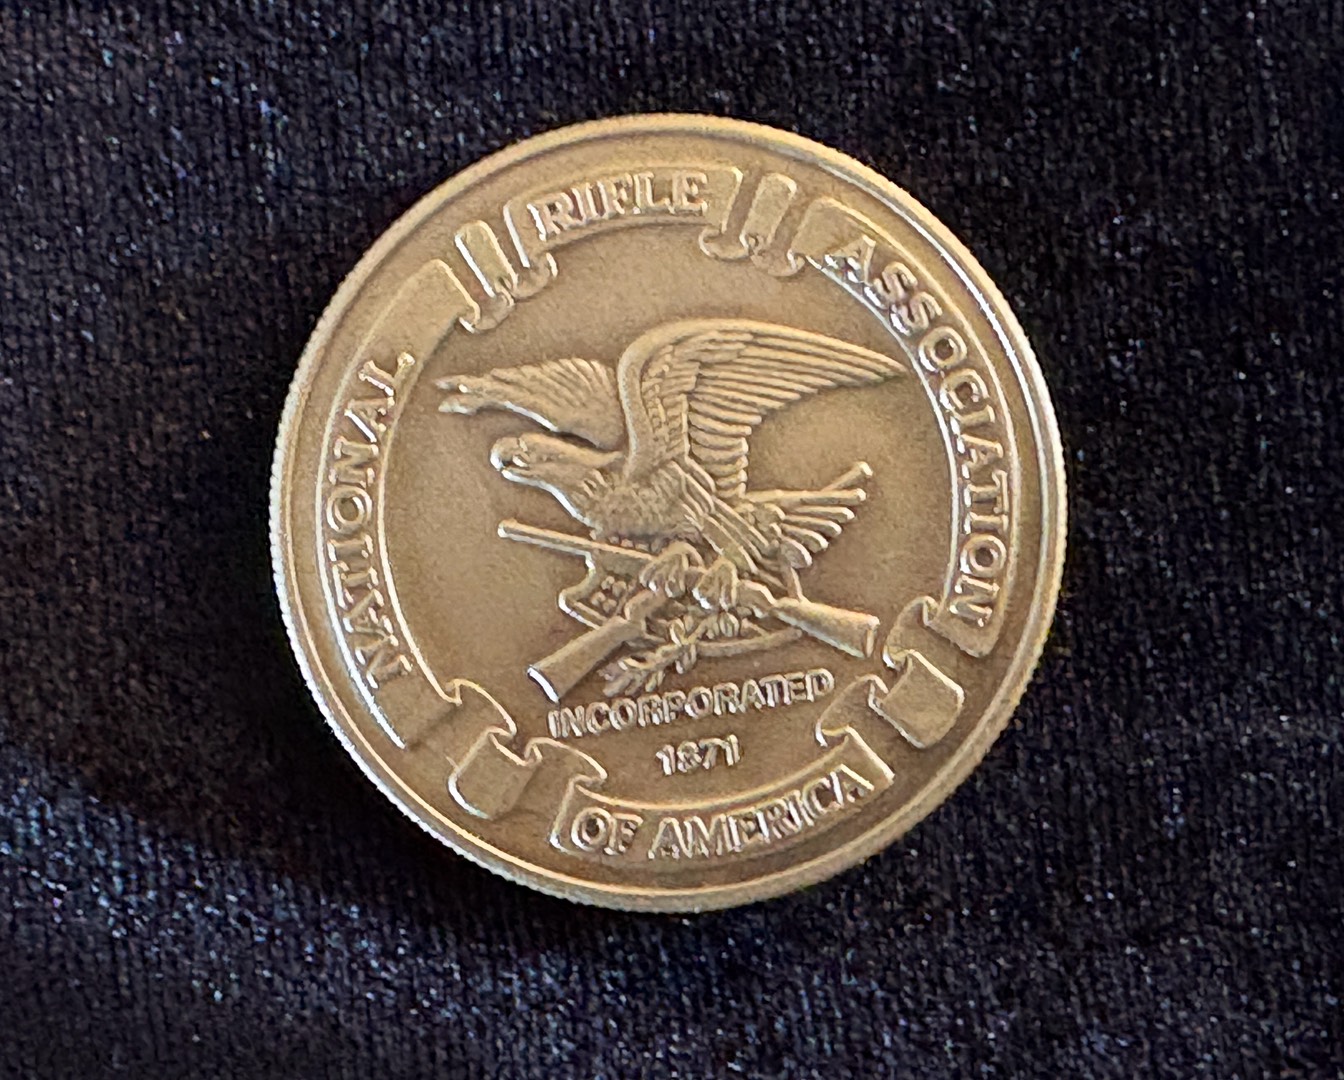 NATIONAL RIFLE ASSOCIATION
INCORPORATED
1871
OF AMERICA